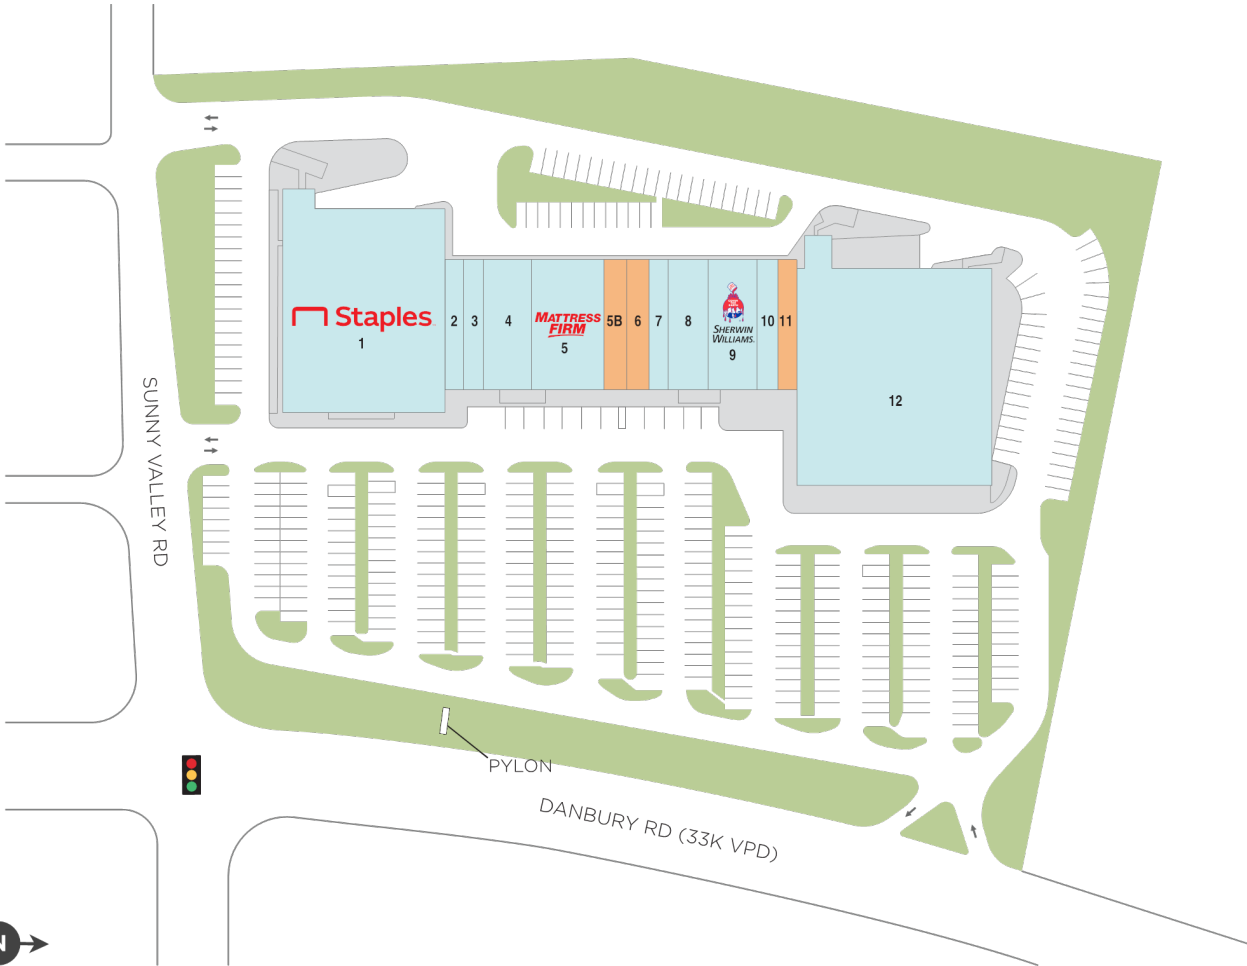 Staples
1
2
3
4
MATTRESS
FIRM
5
5B
6
7
8
SHERWIN
WILLIAMS.
9
10
11
12
SUNNY VALLEY RD
PYLON
DANBURY RD (33K VPD)
N